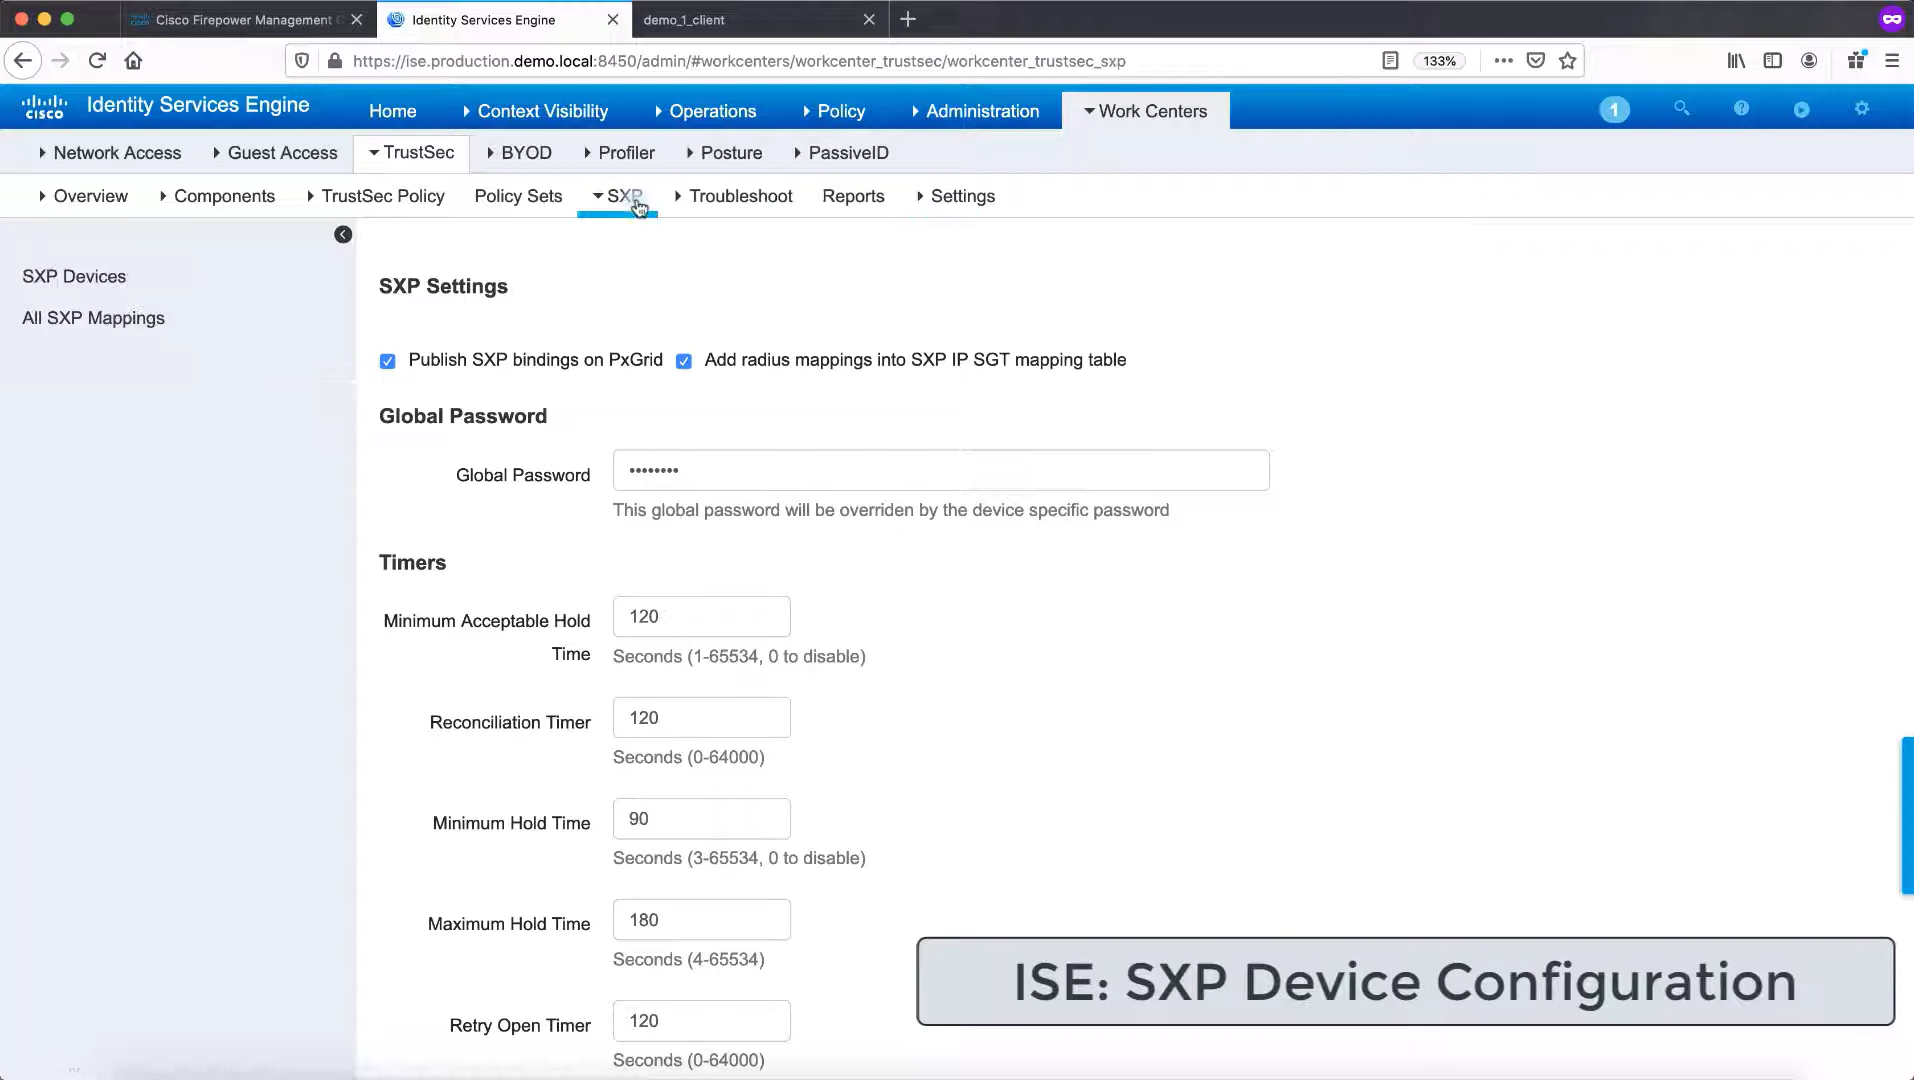 Cisco Firepower Management C
Identity Services Engine
demo_1_client
https://ise.production.demo.local:8450/admin/#workcenters/workcenter_trustsec/workcenter_trustsec_sxp
133%
cisco
Identity Services Engine
Home
Context Visibility
Operations
Policy
Administration
Work Centers
1
Network Access
Guest Access
TrustSec
BYOD
Profiler
Posture
PassiveID
Overview
Components
TrustSec Policy
Policy Sets
SXP
Troubleshoot
Reports
Settings
SXP Devices
All SXP Mappings
SXP Settings
Publish SXP bindings on PxGrid
Add radius mappings into SXP IP SGT mapping table
Global Password
Global Password
••••••••
This global password will be overriden by the device specific password
Timers
Minimum Acceptable Hold
Time
120
Seconds (1-65534, 0 to disable)
Reconciliation Timer
120
Seconds (0-64000)
Minimum Hold Time
90
Seconds (3-65534, 0 to disable)
Maximum Hold Time
180
Seconds (4-65534)
Retry Open Timer
120
Seconds (0-64000)
ISE: SXP Device Configuration